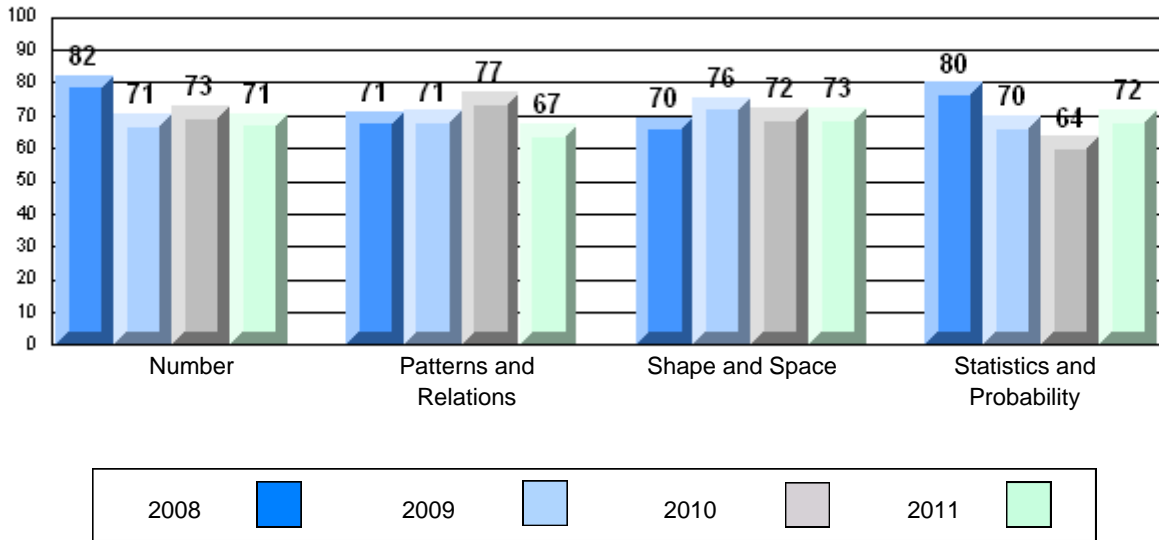 100
90
80
70
60
50
40
30
20
10
0
82 71 73 71
71 71 77 67
70 76 72 73
80 70 64 72
Number
Patterns and
Relations
Shape and Space
Statistics and
Probability
2008 2009 2010 2011